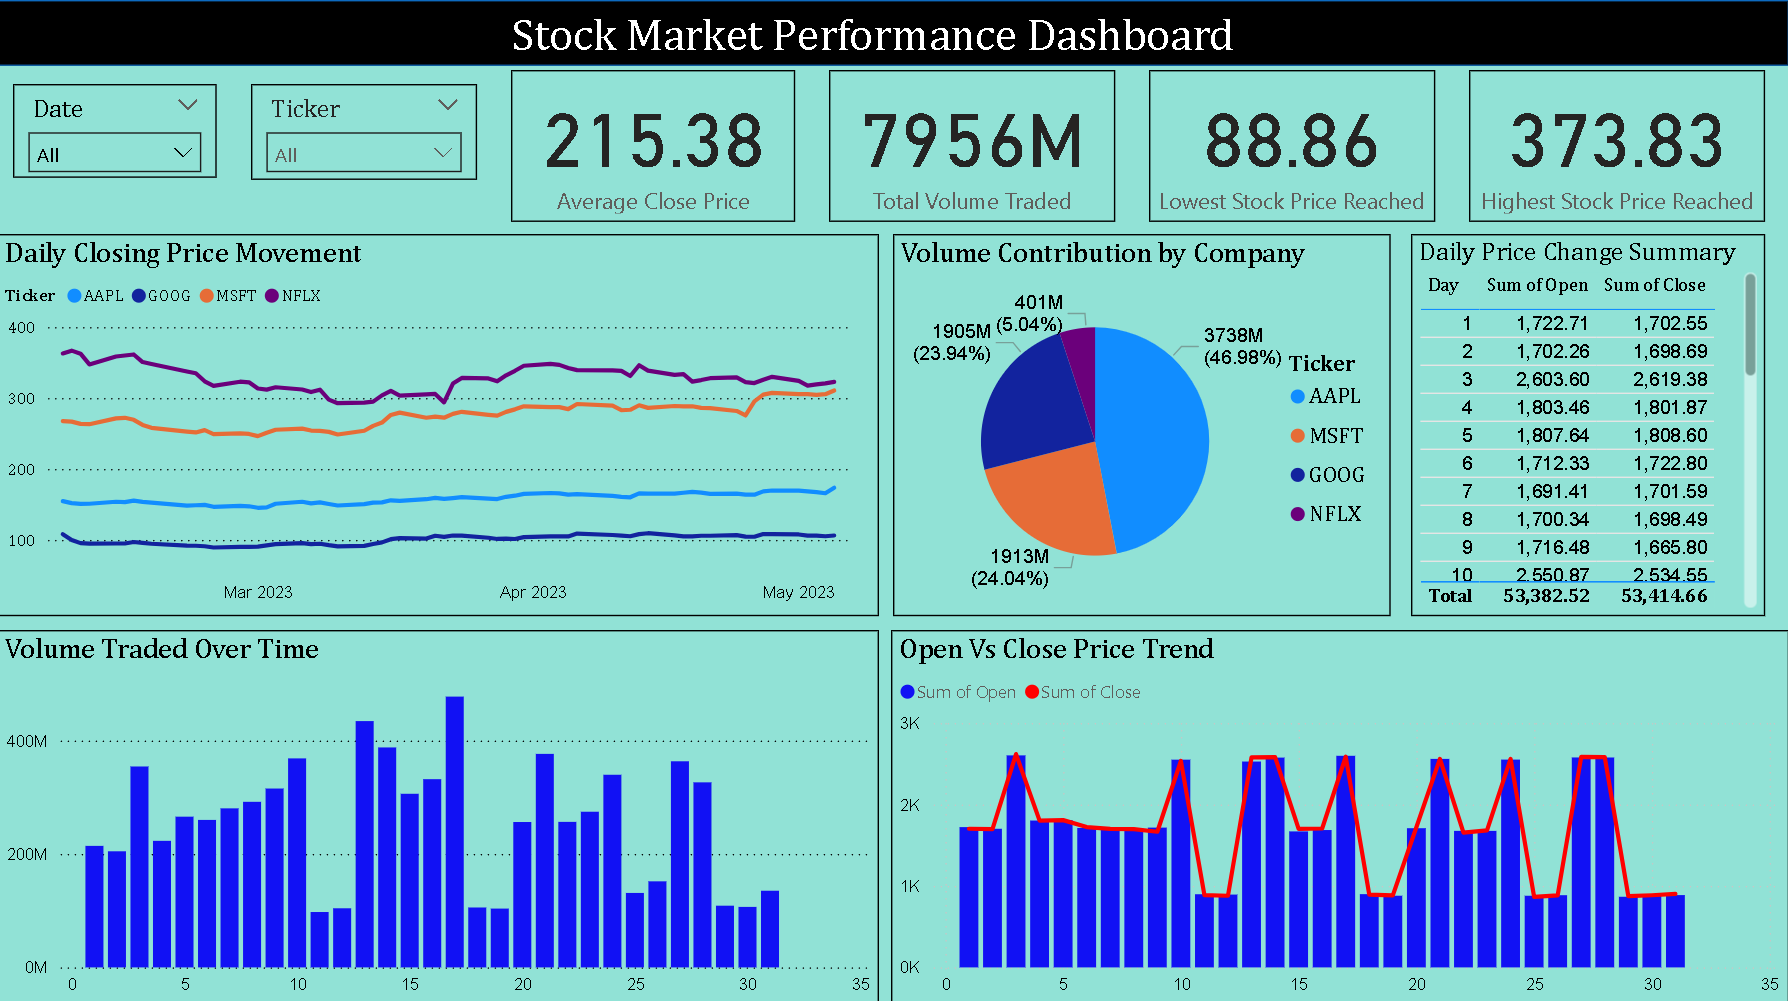 Stock Market Performance Dashboard
Date
All
Ticker
All
215.38
Average Close Price
7956M
Total Volume Traded
88.86
Lowest Stock Price Reached
373.83
Highest Stock Price Reached
Daily Closing Price Movement
Ticker AAPL GOOG MSFT NFLX
400
300
200
100
Mar 2023 Apr 2023 May 2023
Volume Contribution by Company
401M
(5.04%)
1905M
(23.94%)
3738M
(46.98%)
1913M
(24.04%)
Ticker
AAPL
MSFT
GOOG
NFLX
Daily Price Change Summary
Day Sum of Open Sum of Close
1 1,722.71 1,702.55
2 1,702.26 1,698.69
3 2,603.60 2,619.38
4 1,803.46 1,801.87
5 1,807.64 1,808.60
6 1,712.33 1,722.80
7 1,691.41 1,701.59
8 1,700.34 1,698.49
9 1,716.48 1,665.80
10 2,550.87 2,534.55
Total 53,382.52 53,414.66
Volume Traded Over Time
400M
200M
0M
0 5 10 15 20 25 30 35
Open Vs Close Price Trend
Sum of Open Sum of Close
3K
2K
1K
0K
0 5 10 15 20 25 30 35